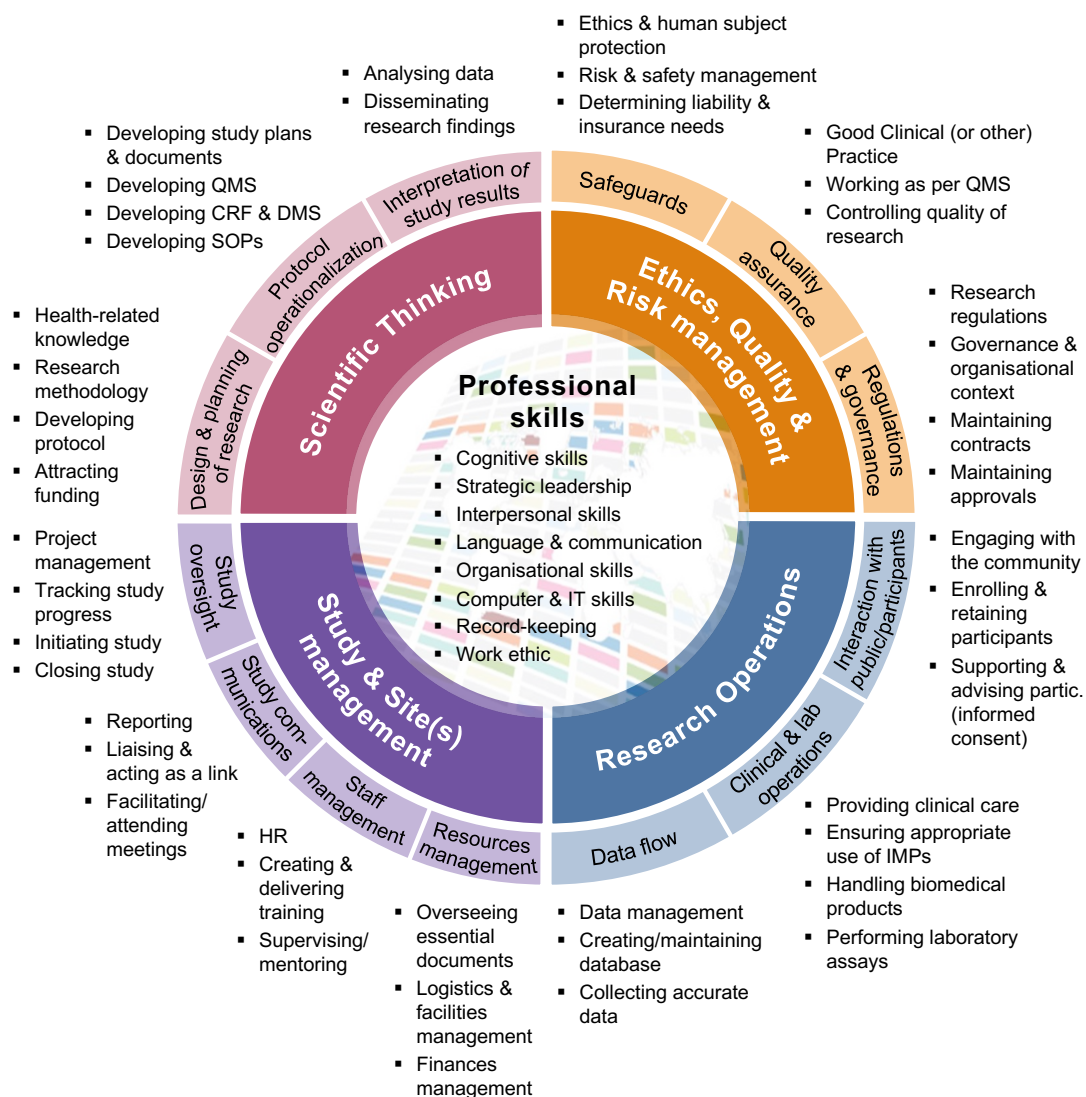 Professional
skills
▪ Cognitive skills
▪ Strategic leadership
▪ Interpersonal skills
▪ Language & communication
▪ Organisational skills
▪ Computer & IT skills
▪ Record-keeping
▪ Work ethic
Scientific Thinking
Design & planning
of research
▪ Health-related
knowledge
▪ Research
methodology
▪ Developing
protocol
▪ Attracting
funding
Protocol
operationalization
▪ Developing study plans
& documents
▪ Developing QMS
▪ Developing CRF & DMS
▪ Developing SOPs
Interpretation of
study results
▪ Analysing data
▪ Disseminating
research findings
Ethics, Quality &
Risk management
Safeguards
▪ Ethics & human subject
protection
▪ Risk & safety management
▪ Determining liability &
insurance needs
Quality
assurance
▪ Good Clinical (or other)
Practice
▪ Working as per QMS
▪ Controlling quality of
research
Regulations
& governance
▪ Research
regulations
▪ Governance &
organisational
context
▪ Maintaining
contracts
▪ Maintaining
approvals
Research Operations
Interaction with
public/participants
▪ Engaging with
the community
▪ Enrolling &
retaining
participants
▪ Supporting &
advising partic.
(informed
consent)
Clinical & lab
operations
▪ Providing clinical care
▪ Ensuring appropriate
use of IMPs
▪ Handling biomedical
products
▪ Performing laboratory
assays
Data flow
▪ Data management
▪ Creating/maintaining
database
▪ Collecting accurate
data
Study & Site(s)
management
Resources
management
▪ Overseeing
essential
documents
▪ Logistics &
facilities
management
▪ Finances
management
Staff
management
▪ HR
▪ Creating &
delivering
training
▪ Supervising/
mentoring
Study com-
munications
▪ Reporting
▪ Liaising &
acting as a link
▪ Facilitating/
attending
meetings
Study
oversight
▪ Project
management
▪ Tracking study
progress
▪ Initiating study
▪ Closing study